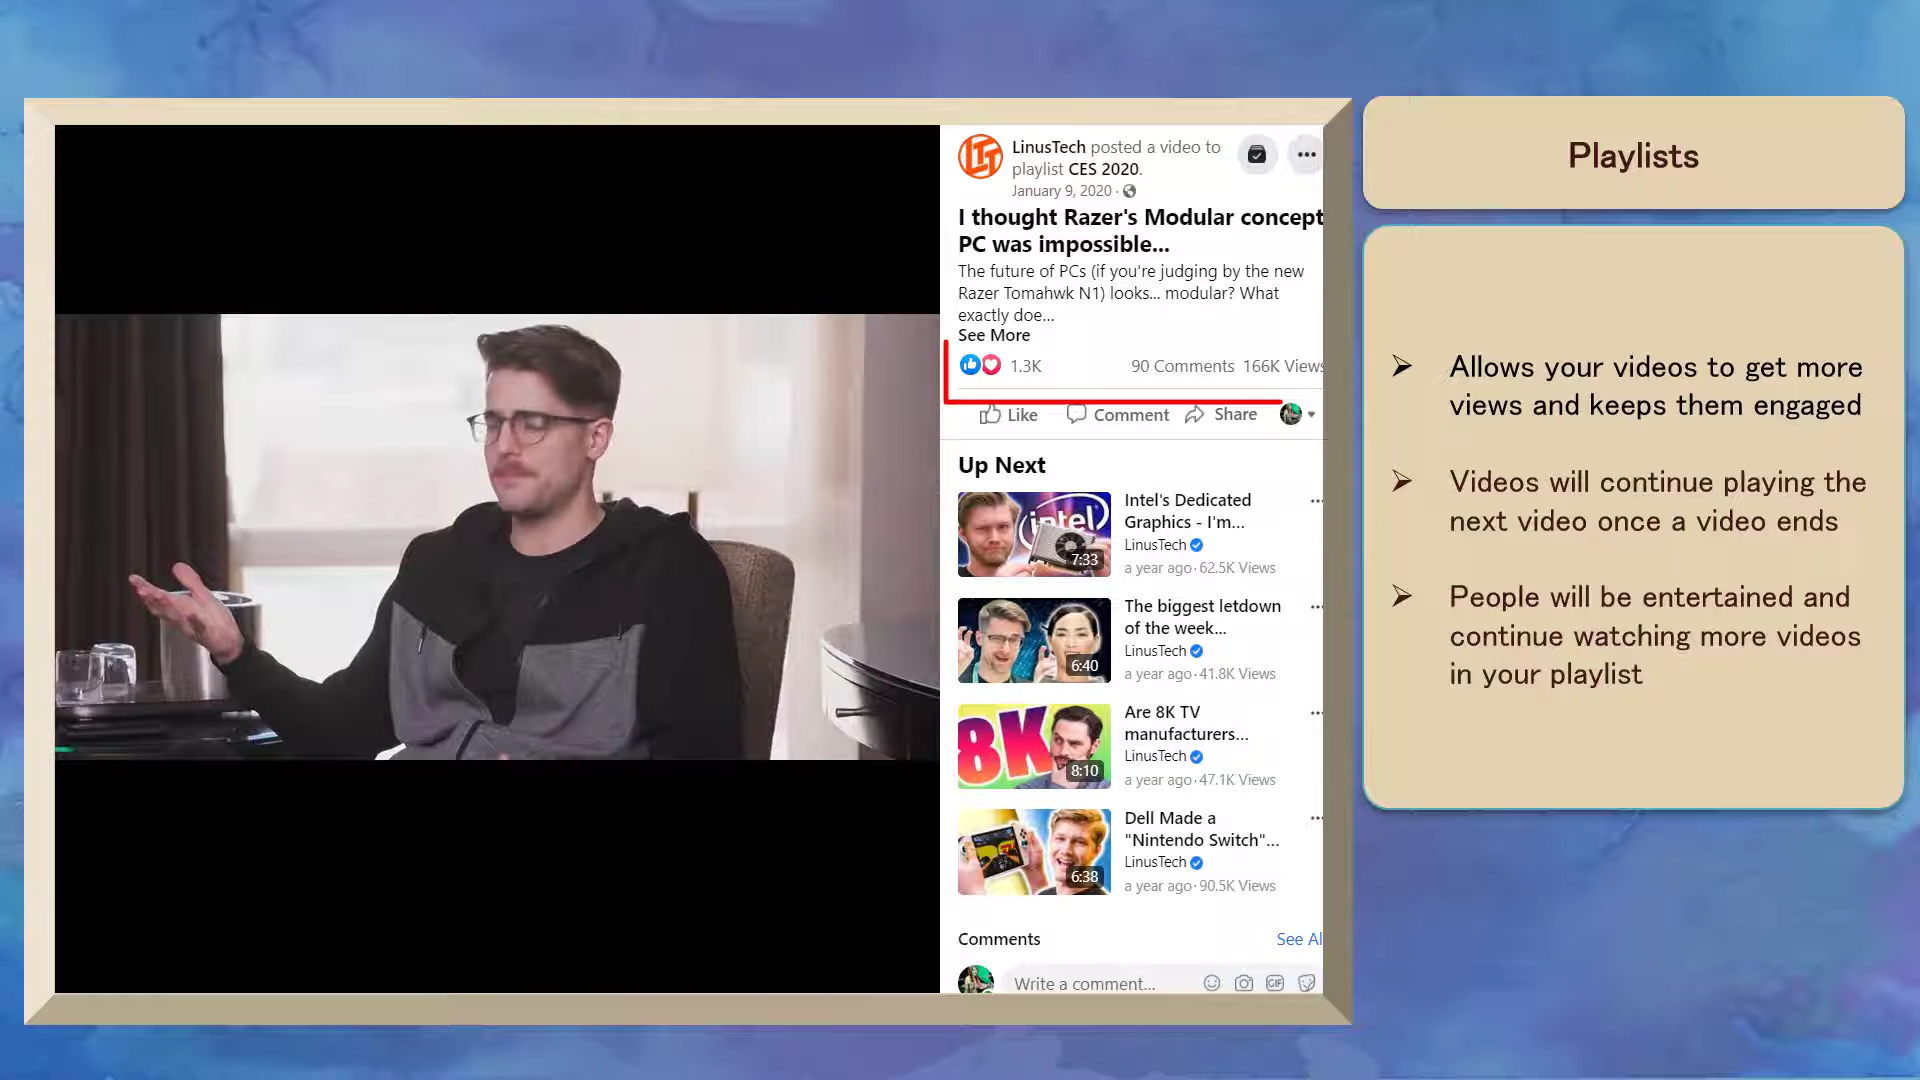 LinusTech posted a video to
playlist CES 2020.
January 9, 2020 ·
I thought Razer's Modular concept
PC was impossible...
The future of PCs (if you're judging by the new
Razer Tomahwk N1) looks... modular? What
exactly doe...
See More
1.3K
90 Comments 166K Views
Like Comment Share
Up Next
Intel's Dedicated
Graphics - I'm...
LinusTech
a year ago · 62.5K Views
intel
7:33
The biggest letdown
of the week...
LinusTech
a year ago · 41.8K Views
6:40
Are 8K TV
manufacturers...
LinusTech
a year ago · 47.1K Views
8K
8:10
Dell Made a
"Nintendo Switch"...
LinusTech
a year ago · 90.5K Views
6:38
Comments See Al
Write a comment...
GIF
Playlists
Allows your videos to get more
views and keeps them engaged
Videos will continue playing the
next video once a video ends
People will be entertained and
continue watching more videos
in your playlist